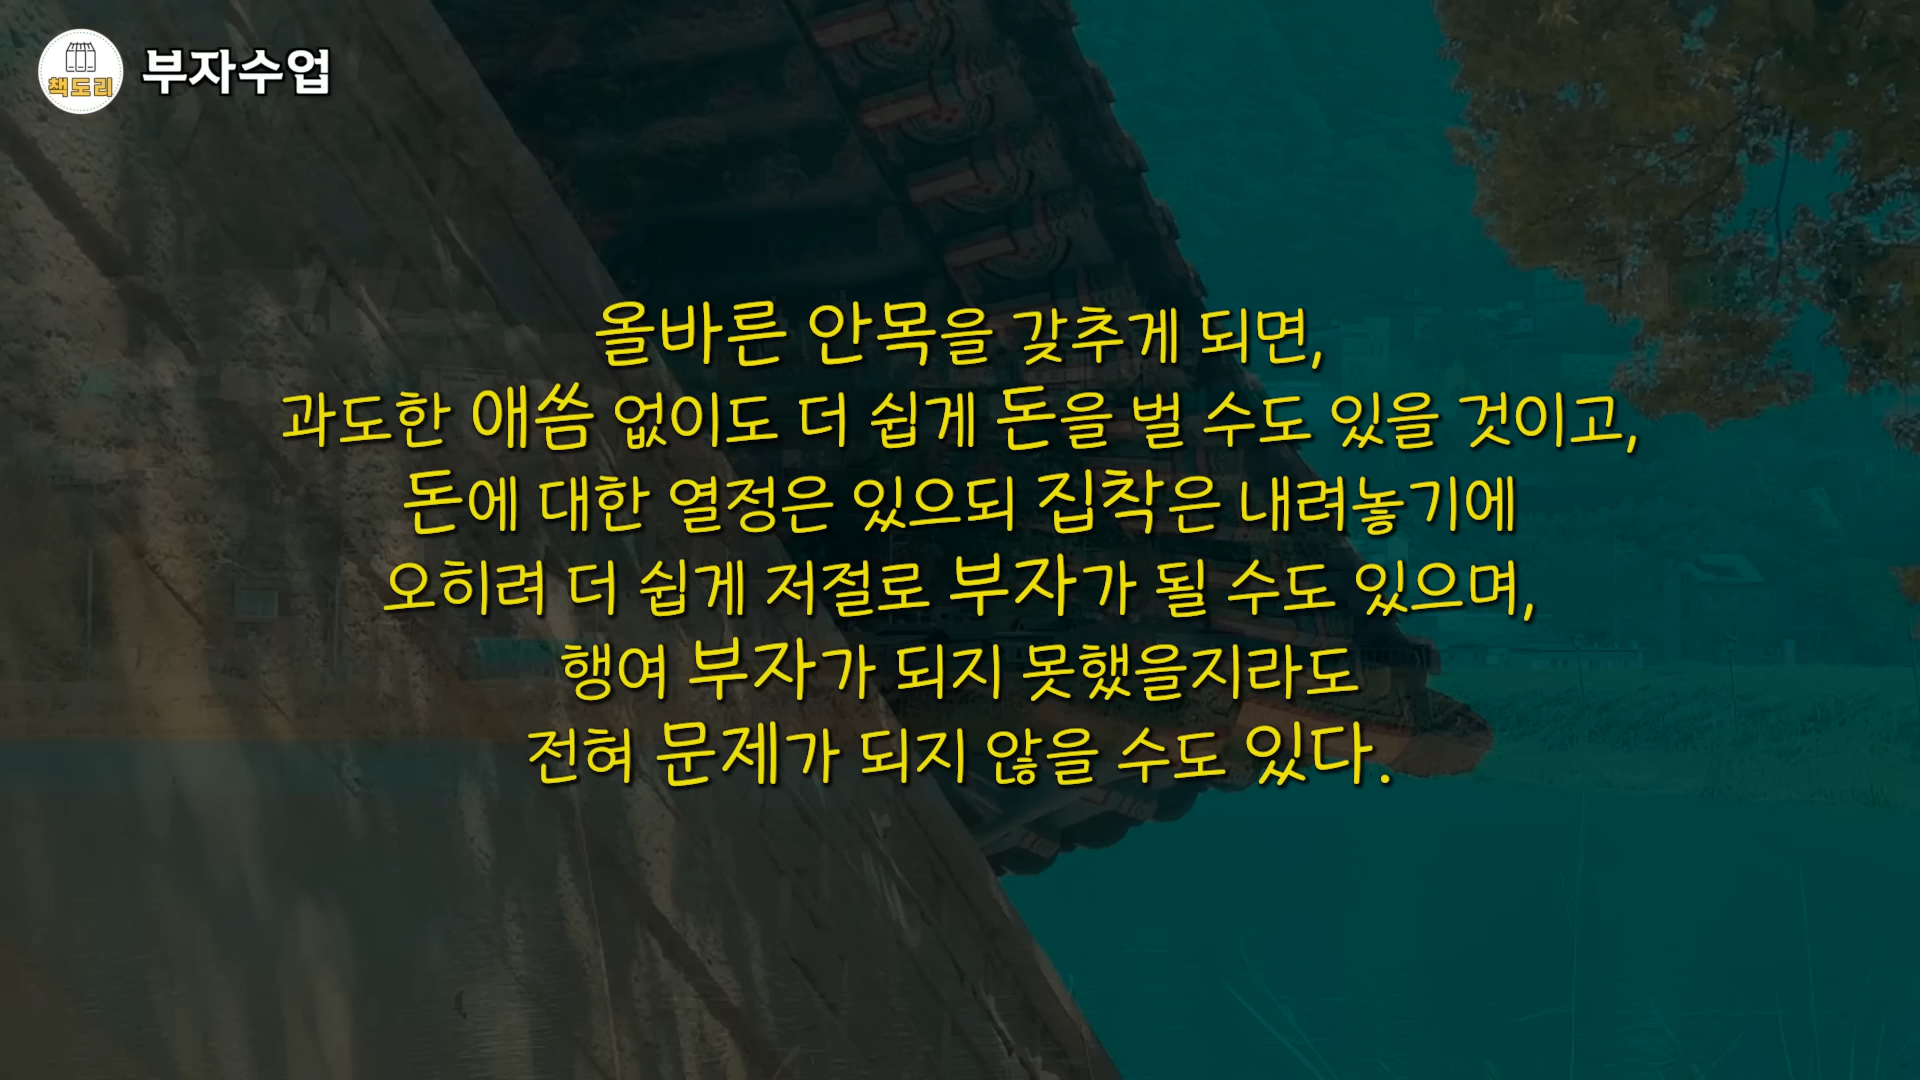 책도리
부자수업
올바른 안목을 갖추게 되면,
과도한 애씀 없이도 더 쉽게 돈을 벌 수도 있을 것이고,
돈에 대한 열정은 있으되 집착은 내려놓기에
오히려 더 쉽게 저절로 부자가 될 수도 있으며,
행여 부자가 되지 못했을지라도
전혀 문제가 되지 않을 수도 있다.